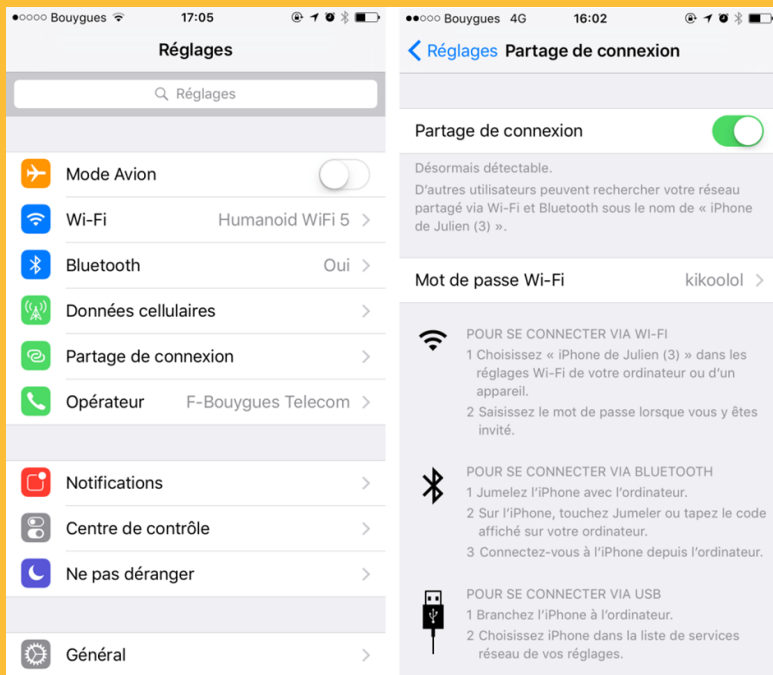 Bouygues 17:05
Réglages
Réglages
Mode Avion
Wi-Fi Humanoid WiFi 5
Bluetooth Oui
Données cellulaires
Partage de connexion
Opérateur F-Bouygues Telecom
Notifications
Centre de contrôle
Ne pas déranger
Général
Bouygues 4G 16:02
Réglages Partage de connexion
Partage de connexion
Désormais détectable.
D'autres utilisateurs peuvent rechercher votre réseau
partagé via Wi-Fi et Bluetooth sous le nom de « iPhone
de Julien (3) ».
Mot de passe Wi-Fi kikoolol
POUR SE CONNECTER VIA WI-FI
1 Choisissez « iPhone de Julien (3) » dans les
réglages Wi-Fi de votre ordinateur ou d'un
appareil.
2 Saisissez le mot de passe lorsque vous y êtes
invité.
POUR SE CONNECTER VIA BLUETOOTH
1 Jumelez l'iPhone avec l'ordinateur.
2 Sur l'iPhone, touchez Jumeler ou tapez le code
affiché sur votre ordinateur.
3 Connectez-vous à l'iPhone depuis l'ordinateur.
POUR SE CONNECTER VIA USB
1 Branchez l'iPhone à l'ordinateur.
2 Choisissez iPhone dans la liste de services
réseau de vos réglages.